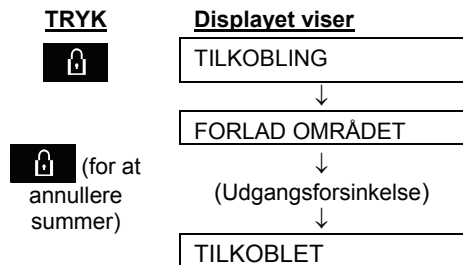 TRYK Displayet viser
TILKOBLING
↓
FORLAD OMRÅDET
↓
(for at annullere summer)
(Udgangsforsinkelse)
↓
TILKOBLET